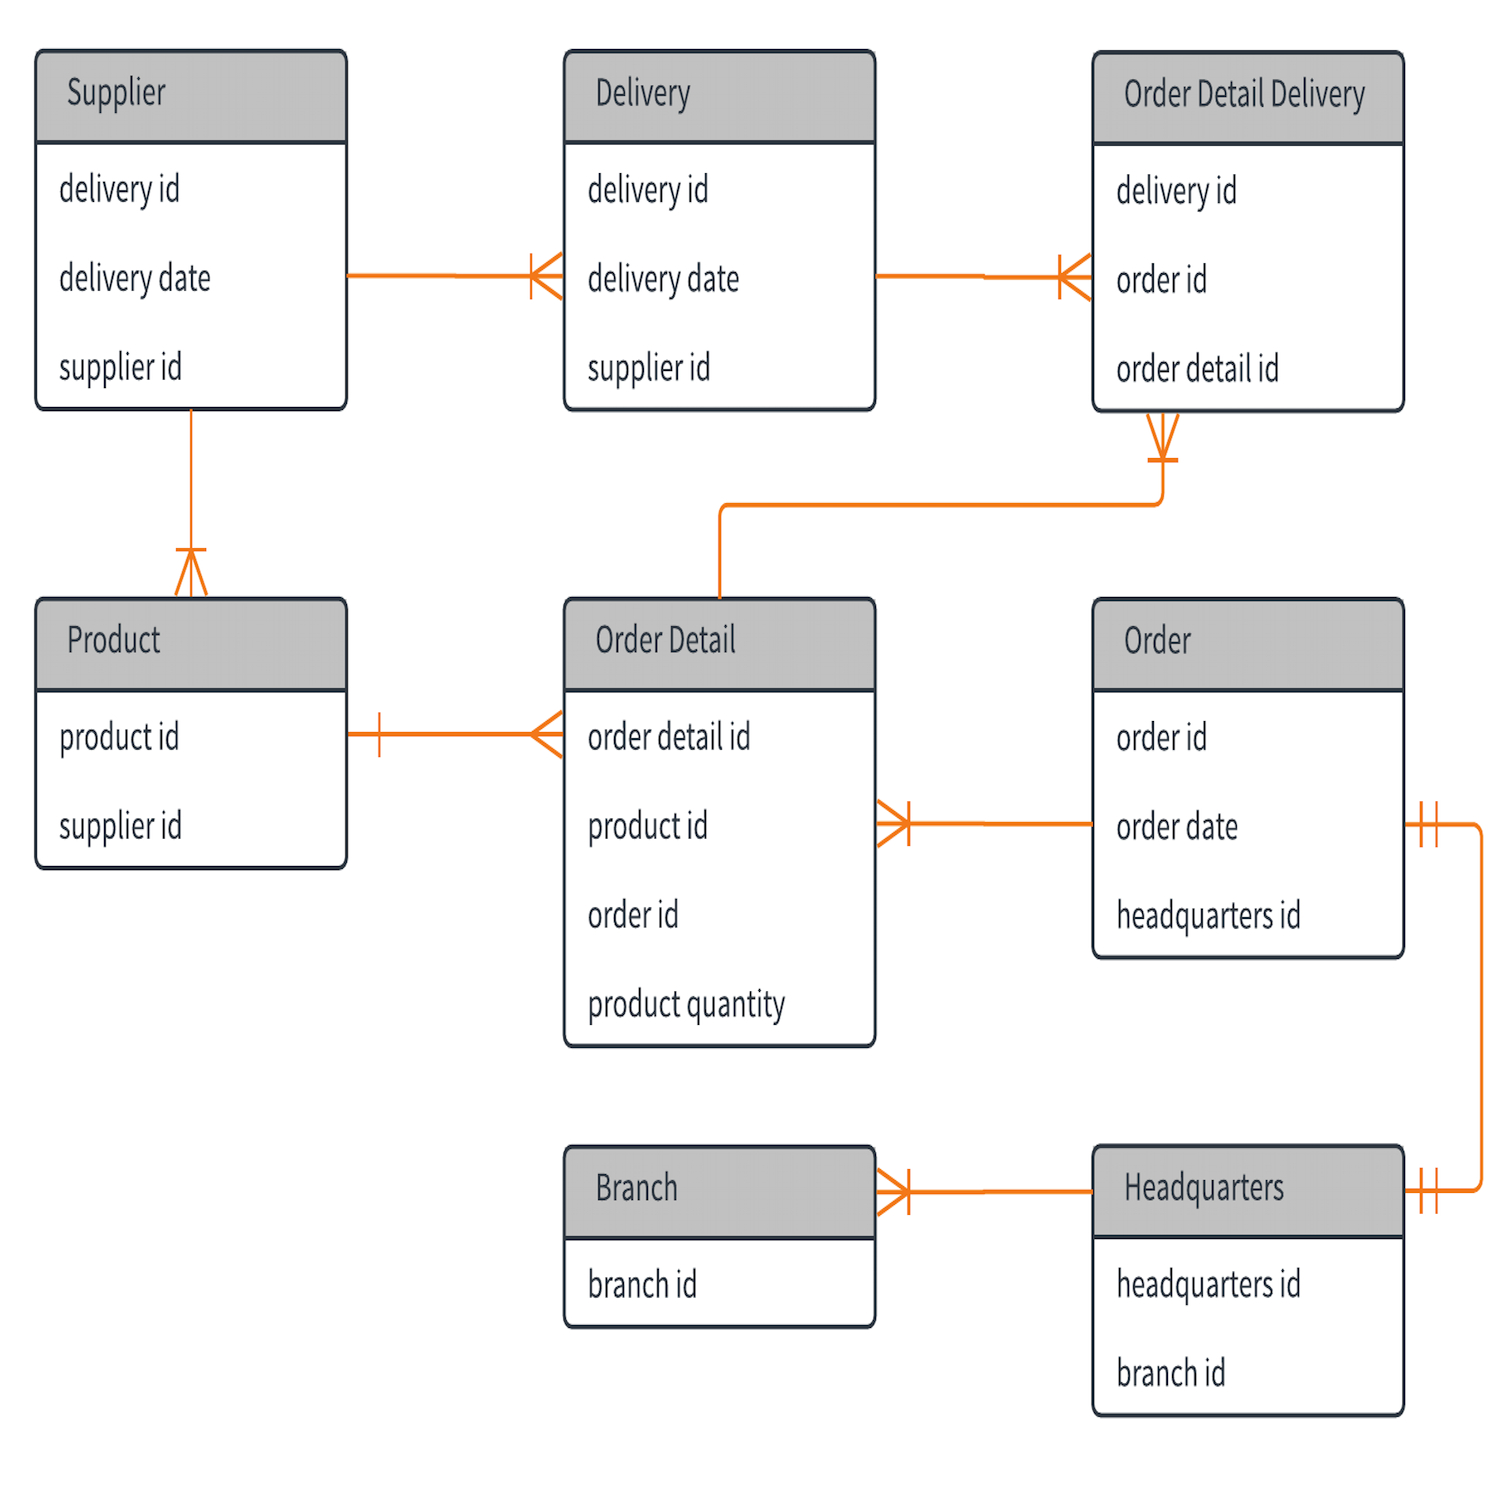 Supplier
delivery id
delivery date
supplier id
Delivery
delivery id
delivery date
supplier id
Order Detail Delivery
delivery id
order id
order detail id
Product
product id
supplier id
Order Detail
order detail id
product id
order id
product quantity
Order
order id
order date
headquarters id
Branch
branch id
Headquarters
headquarters id
branch id